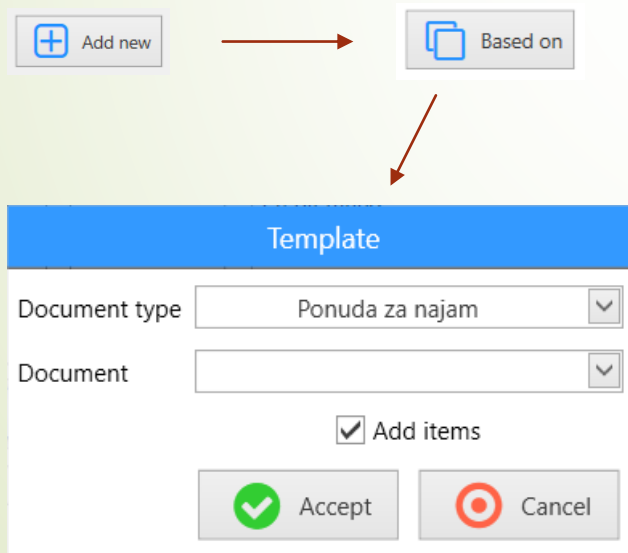 Add new
Based on
Template
Document type Ponuda za najam
Document
Add items
Accept Cancel